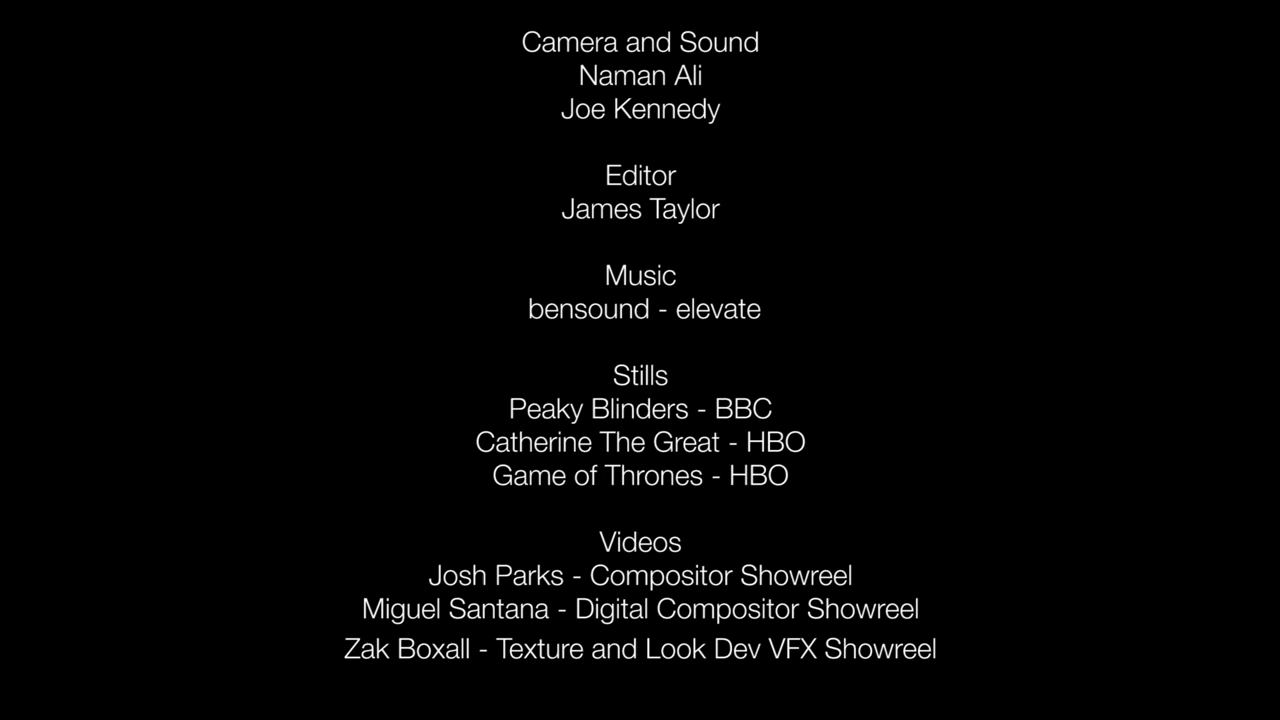 Camera and Sound
Naman Ali
Joe Kennedy
Editor
James Taylor
Music
bensound - elevate
Stills
Peaky Blinders - BBC
Catherine The Great - HBO
Game of Thrones - HBO
Videos
Josh Parks - Compositor Showreel
Miguel Santana - Digital Compositor Showreel
Zak Boxall - Texture and Look Dev VFX Showreel